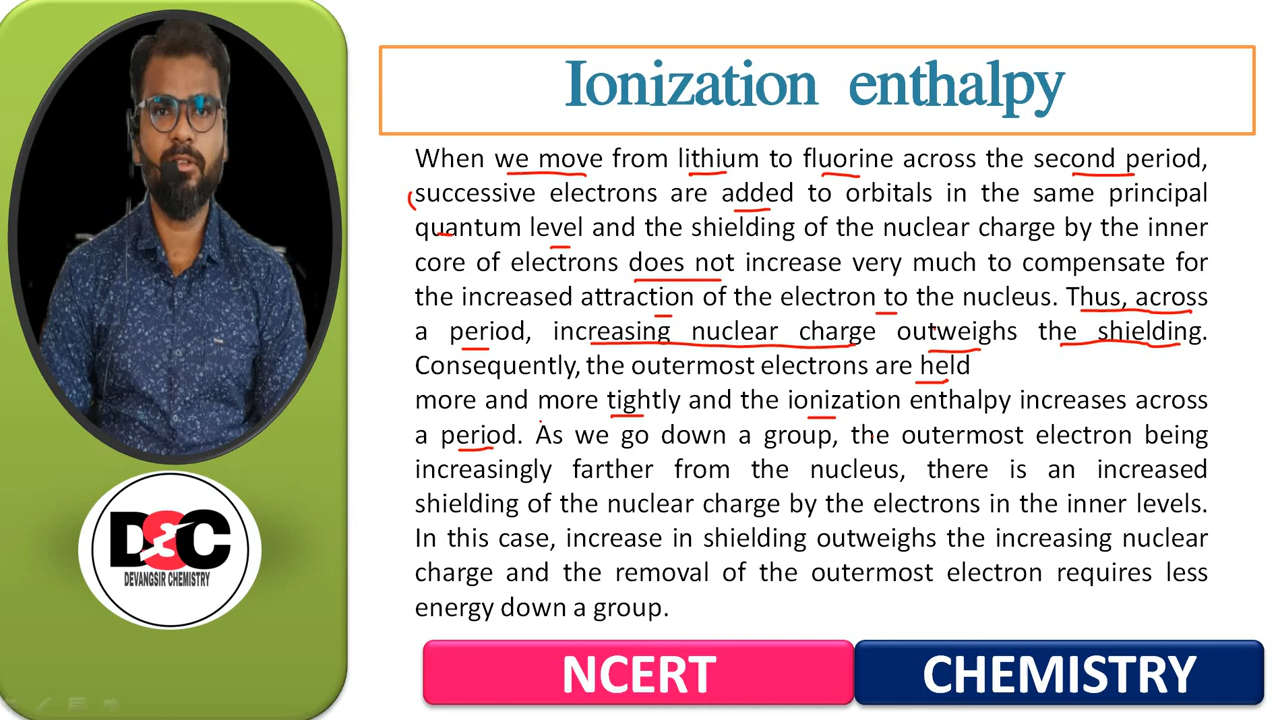 Ionization enthalpy
When we move from lithium to fluorine across the second period,
successive electrons are added to orbitals in the same principal
quantum level and the shielding of the nuclear charge by the inner
core of electrons does not increase very much to compensate for
the increased attraction of the electron to the nucleus. Thus, across
a period, increasing nuclear charge outweighs the shielding.
Consequently, the outermost electrons are held
more and more tightly and the ionization enthalpy increases across
a period. As we go down a group, the outermost electron being
increasingly farther from the nucleus, there is an increased
shielding of the nuclear charge by the electrons in the inner levels.
In this case, increase in shielding outweighs the increasing nuclear
charge and the removal of the outermost electron requires less
energy down a group.
D&C
DEVANGSIR CHEMISTRY
NCERT
CHEMISTRY